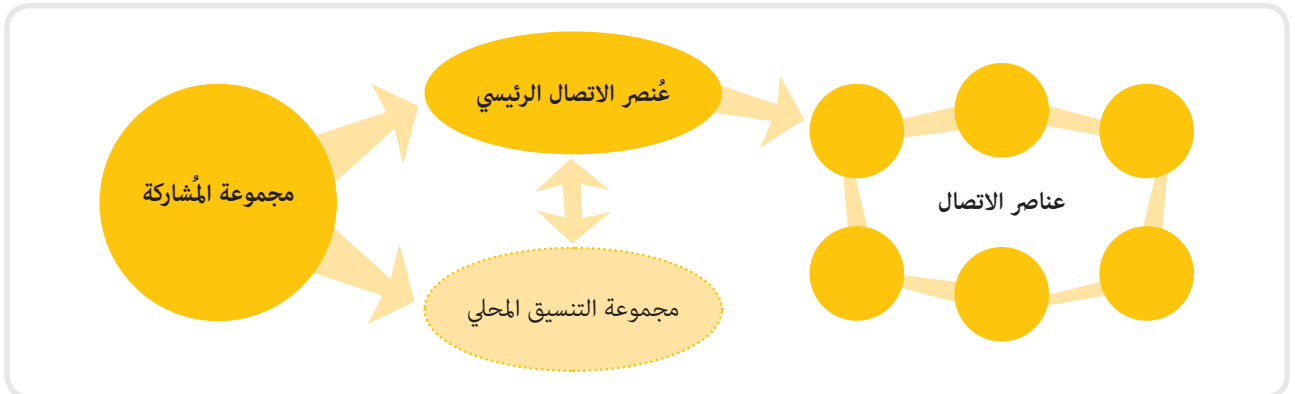 مجموعة المُشاركة
عُنصر الاتصال الرئيسي
مجموعة التنسيق المحلي
عناصر الاتصال